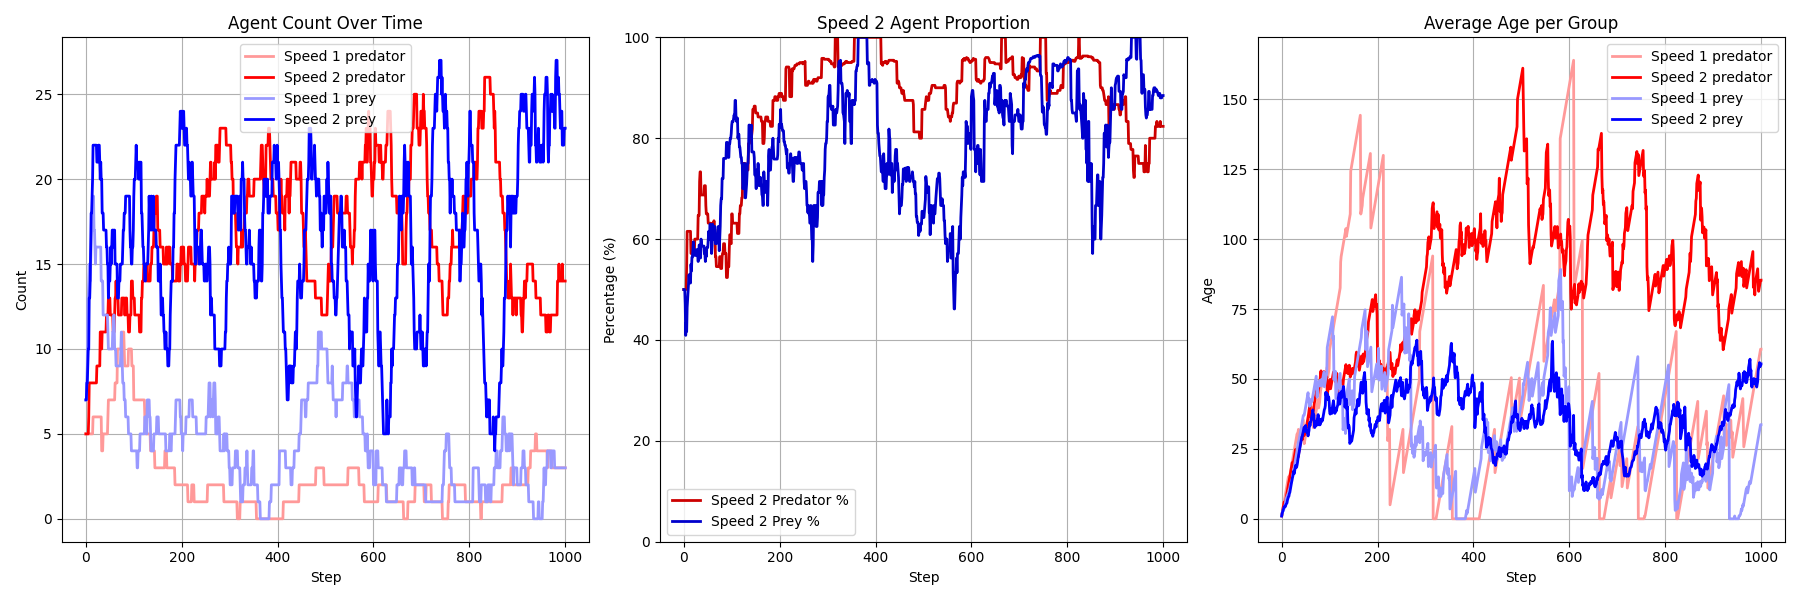 Agent Count Over Time
Speed 1 predator
Speed 2 predator
Speed 1 prey
Speed 2 prey
Count
25
20
15
10
5
0
0 200 400 600 800 1000
Step
Speed 2 Agent Proportion
Percentage (%)
100
80
60
40
20
0
Speed 2 Predator %
Speed 2 Prey %
0 200 400 600 800 1000
Step
Average Age per Group
Speed 1 predator
Speed 2 predator
Speed 1 prey
Speed 2 prey
Age
150
125
100
75
50
25
0
0 200 400 600 800 1000
Step